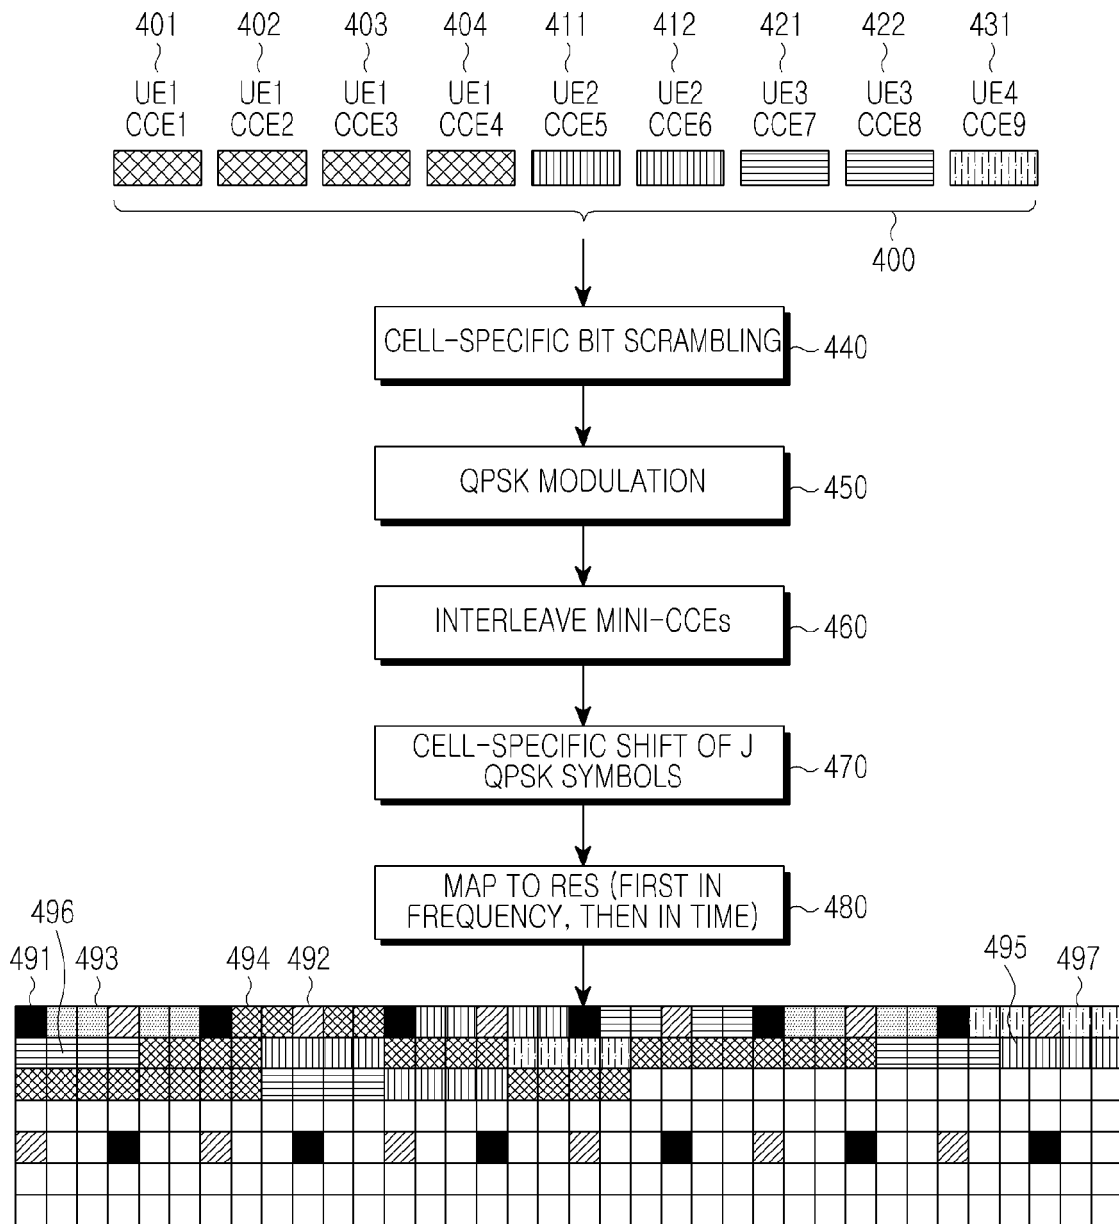 401 402 403 404 411 412 421 422 431
UE1 UE1 UE1 UE1 UE2 UE2 UE3 UE3 UE4
CCE1 CCE2 CCE3 CCE4 CCE5 CCE6 CCE7 CCE8 CCE9
400
CELL-SPECIFIC BIT SCRAMBLING 440
QPSK MODULATION 450
INTERLEAVE MINI-CCEs 460
CELL-SPECIFIC SHIFT OF J
QPSK SYMBOLS 470
MAP TO RES (FIRST IN
FREQUENCY, THEN IN TIME) 480
496
491 493 494 492 495 497